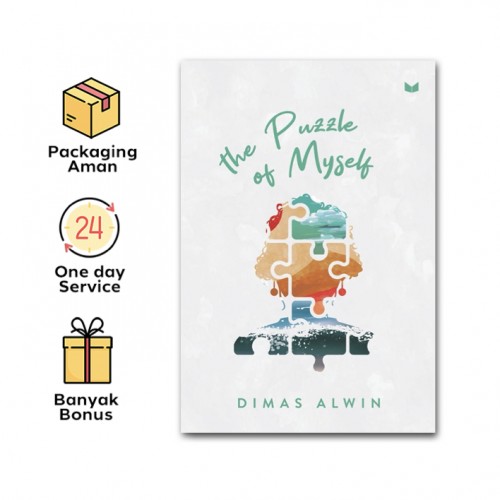 Packaging
Aman
24
One day
Service
Banyak
Bonus
the Puzzle
of Myself
DIMAS ALWIN